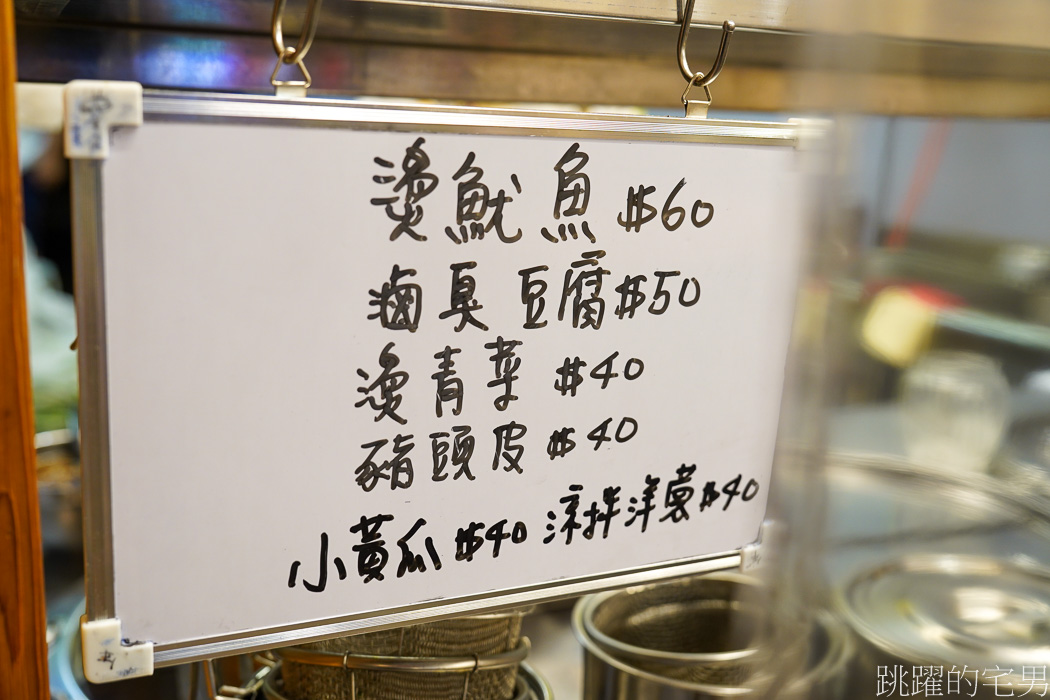 燙魷魚 $60
滷臭豆腐 $50
燙青菜 $40
豬頭皮 $40
小黃瓜 $40 涼拌洋蔥 $40
跳躍的宅男